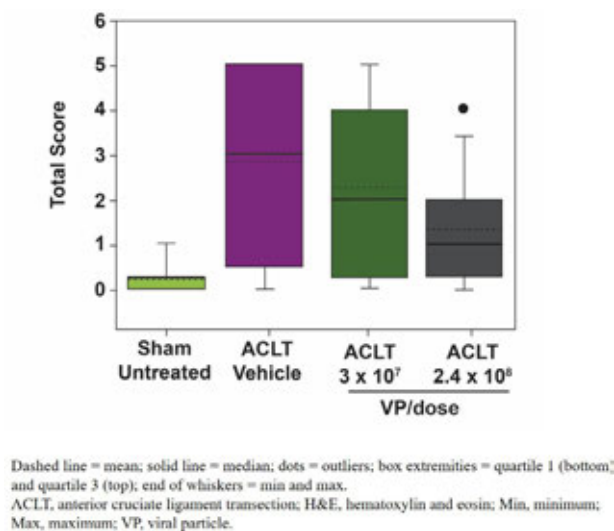 Total Score
6
5
4
3
2
1
0
Sham Untreated
ACLT Vehicle
ACLT 3 x 10⁷
ACLT 2.4 x 10⁸
VP/dose
Dashed line = mean; solid line = median; dots = outliers; box extremities = quartile 1 (bottom)
and quartile 3 (top); end of whiskers = min and max.
ACLT, anterior cruciate ligament transection; H&E, hematoxylin and eosin; Min, minimum;
Max, maximum; VP, viral particle.